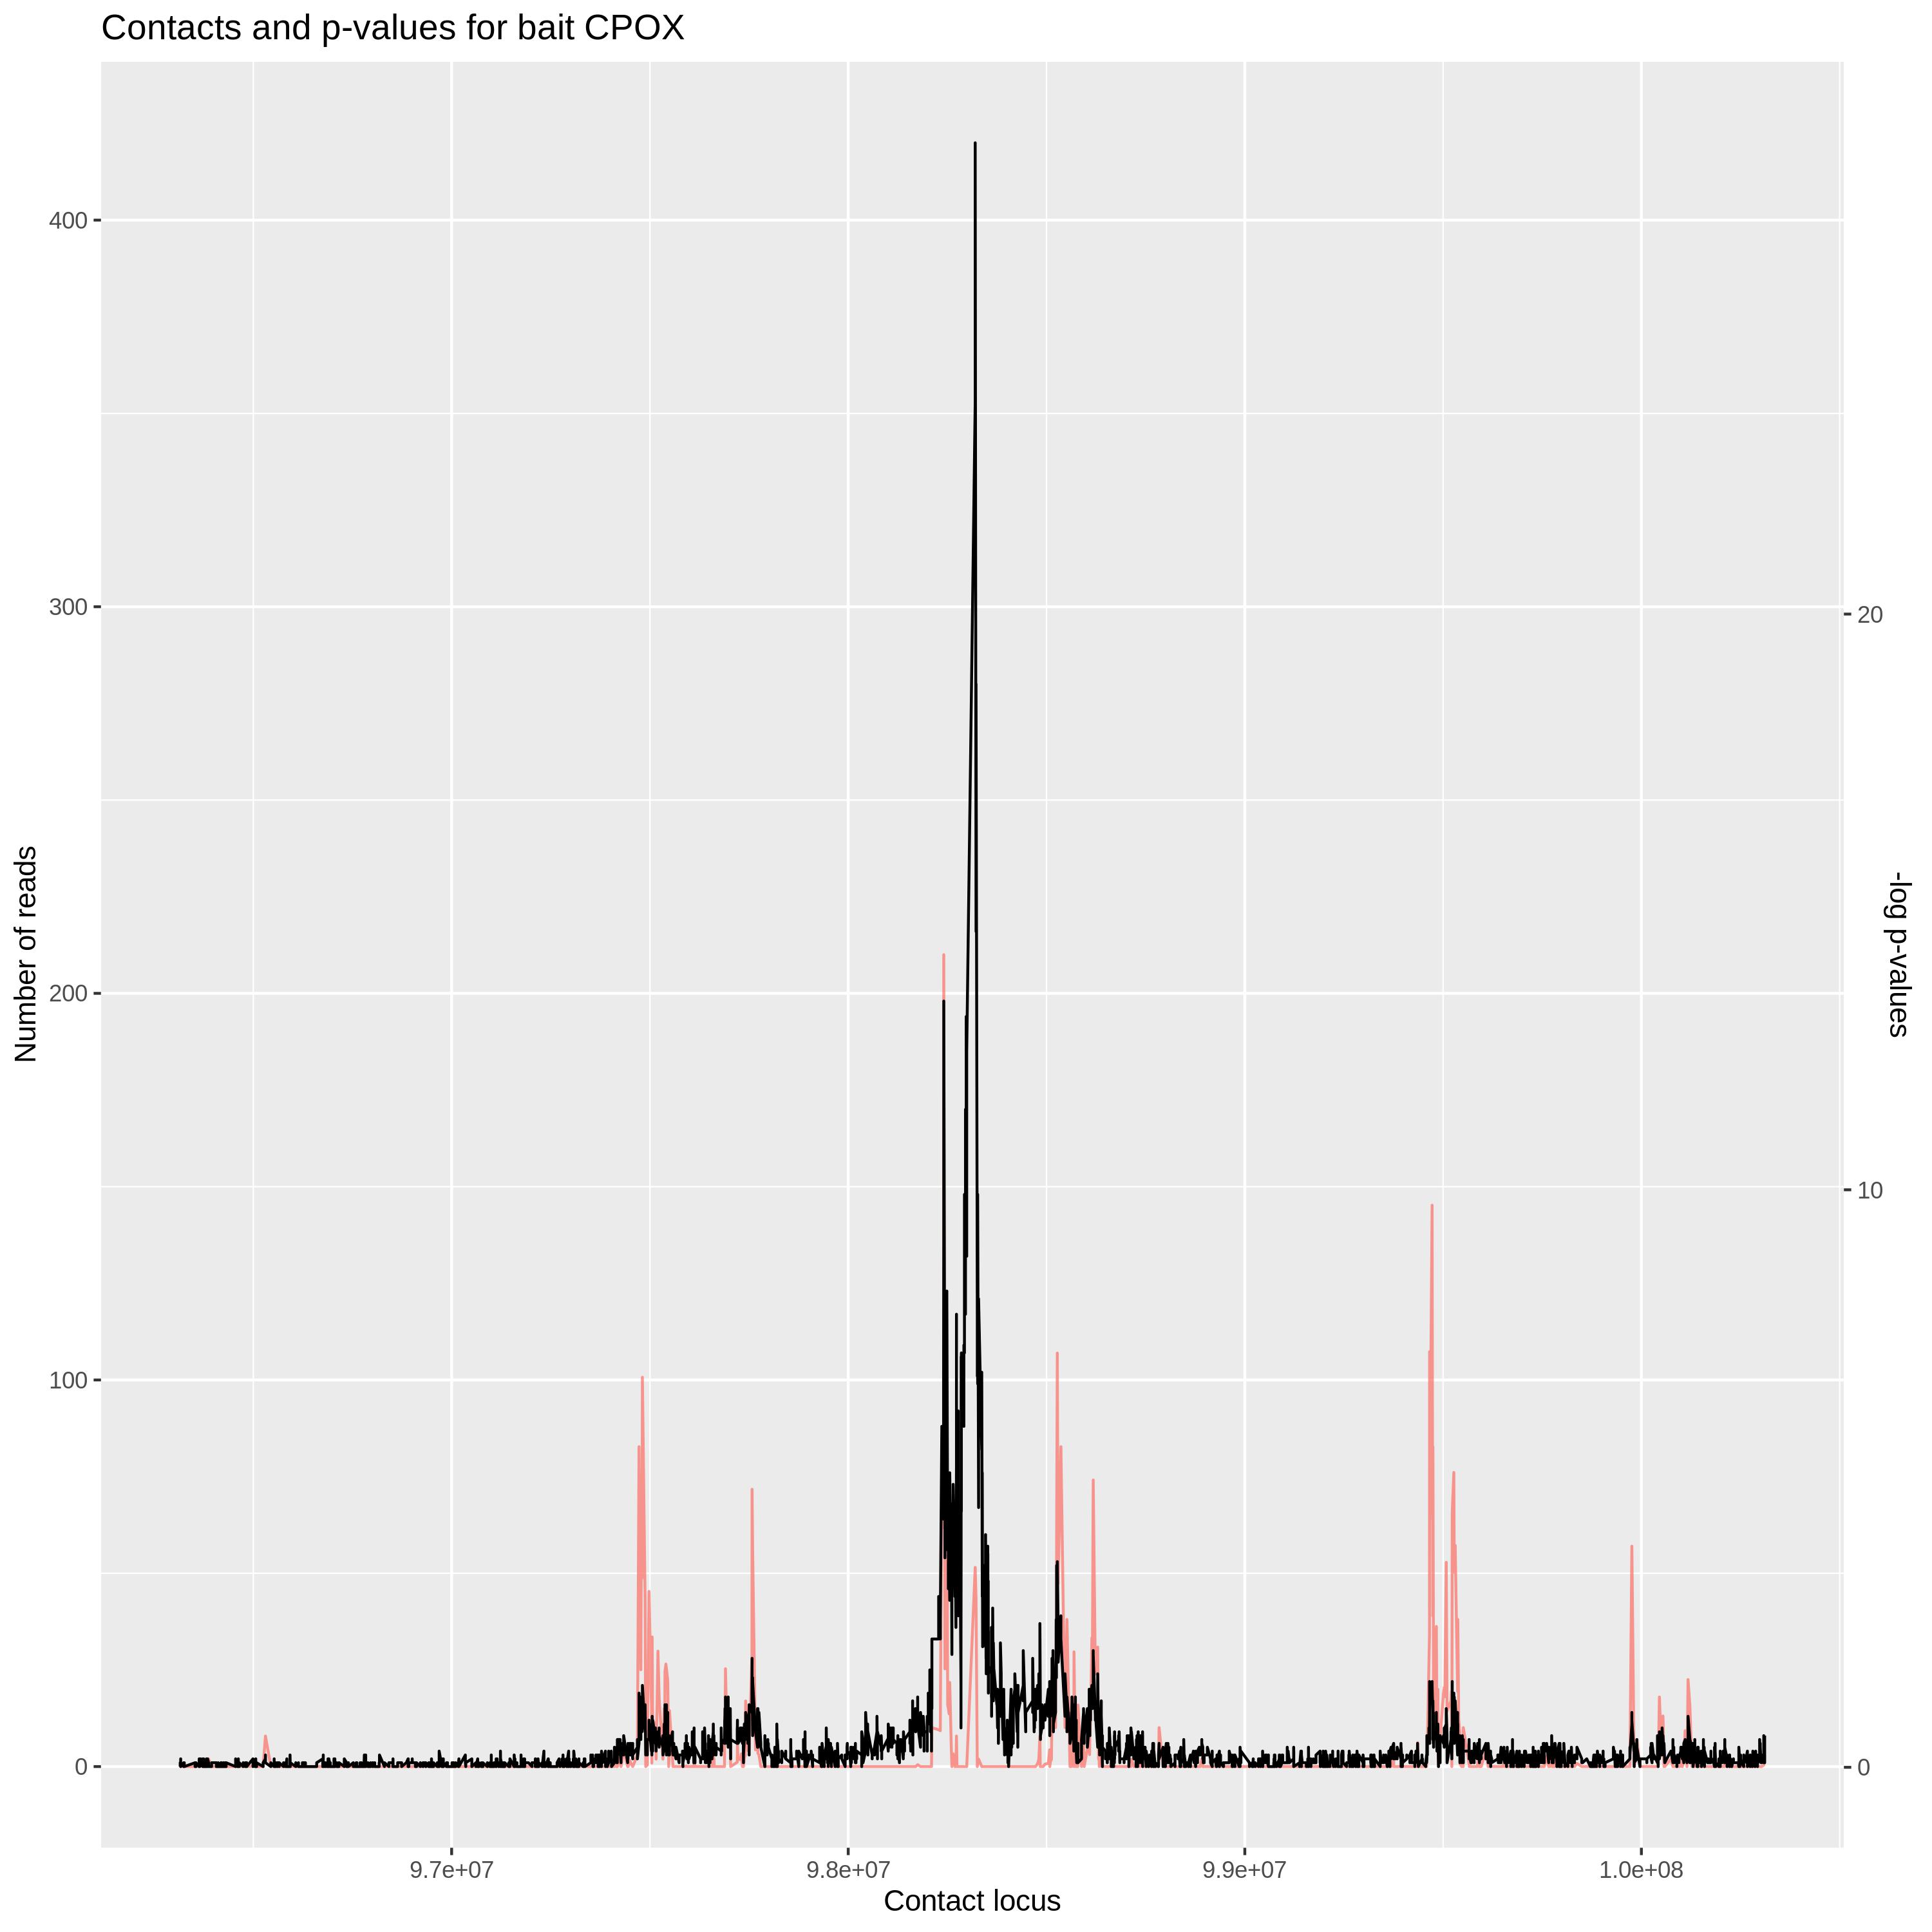 Contacts and p-values for bait CPOX
Number of reads
400
300
200
100
0
20
10
0
-log p-values
9.7e+07
9.8e+07
9.9e+07
1.0e+08
Contact locus